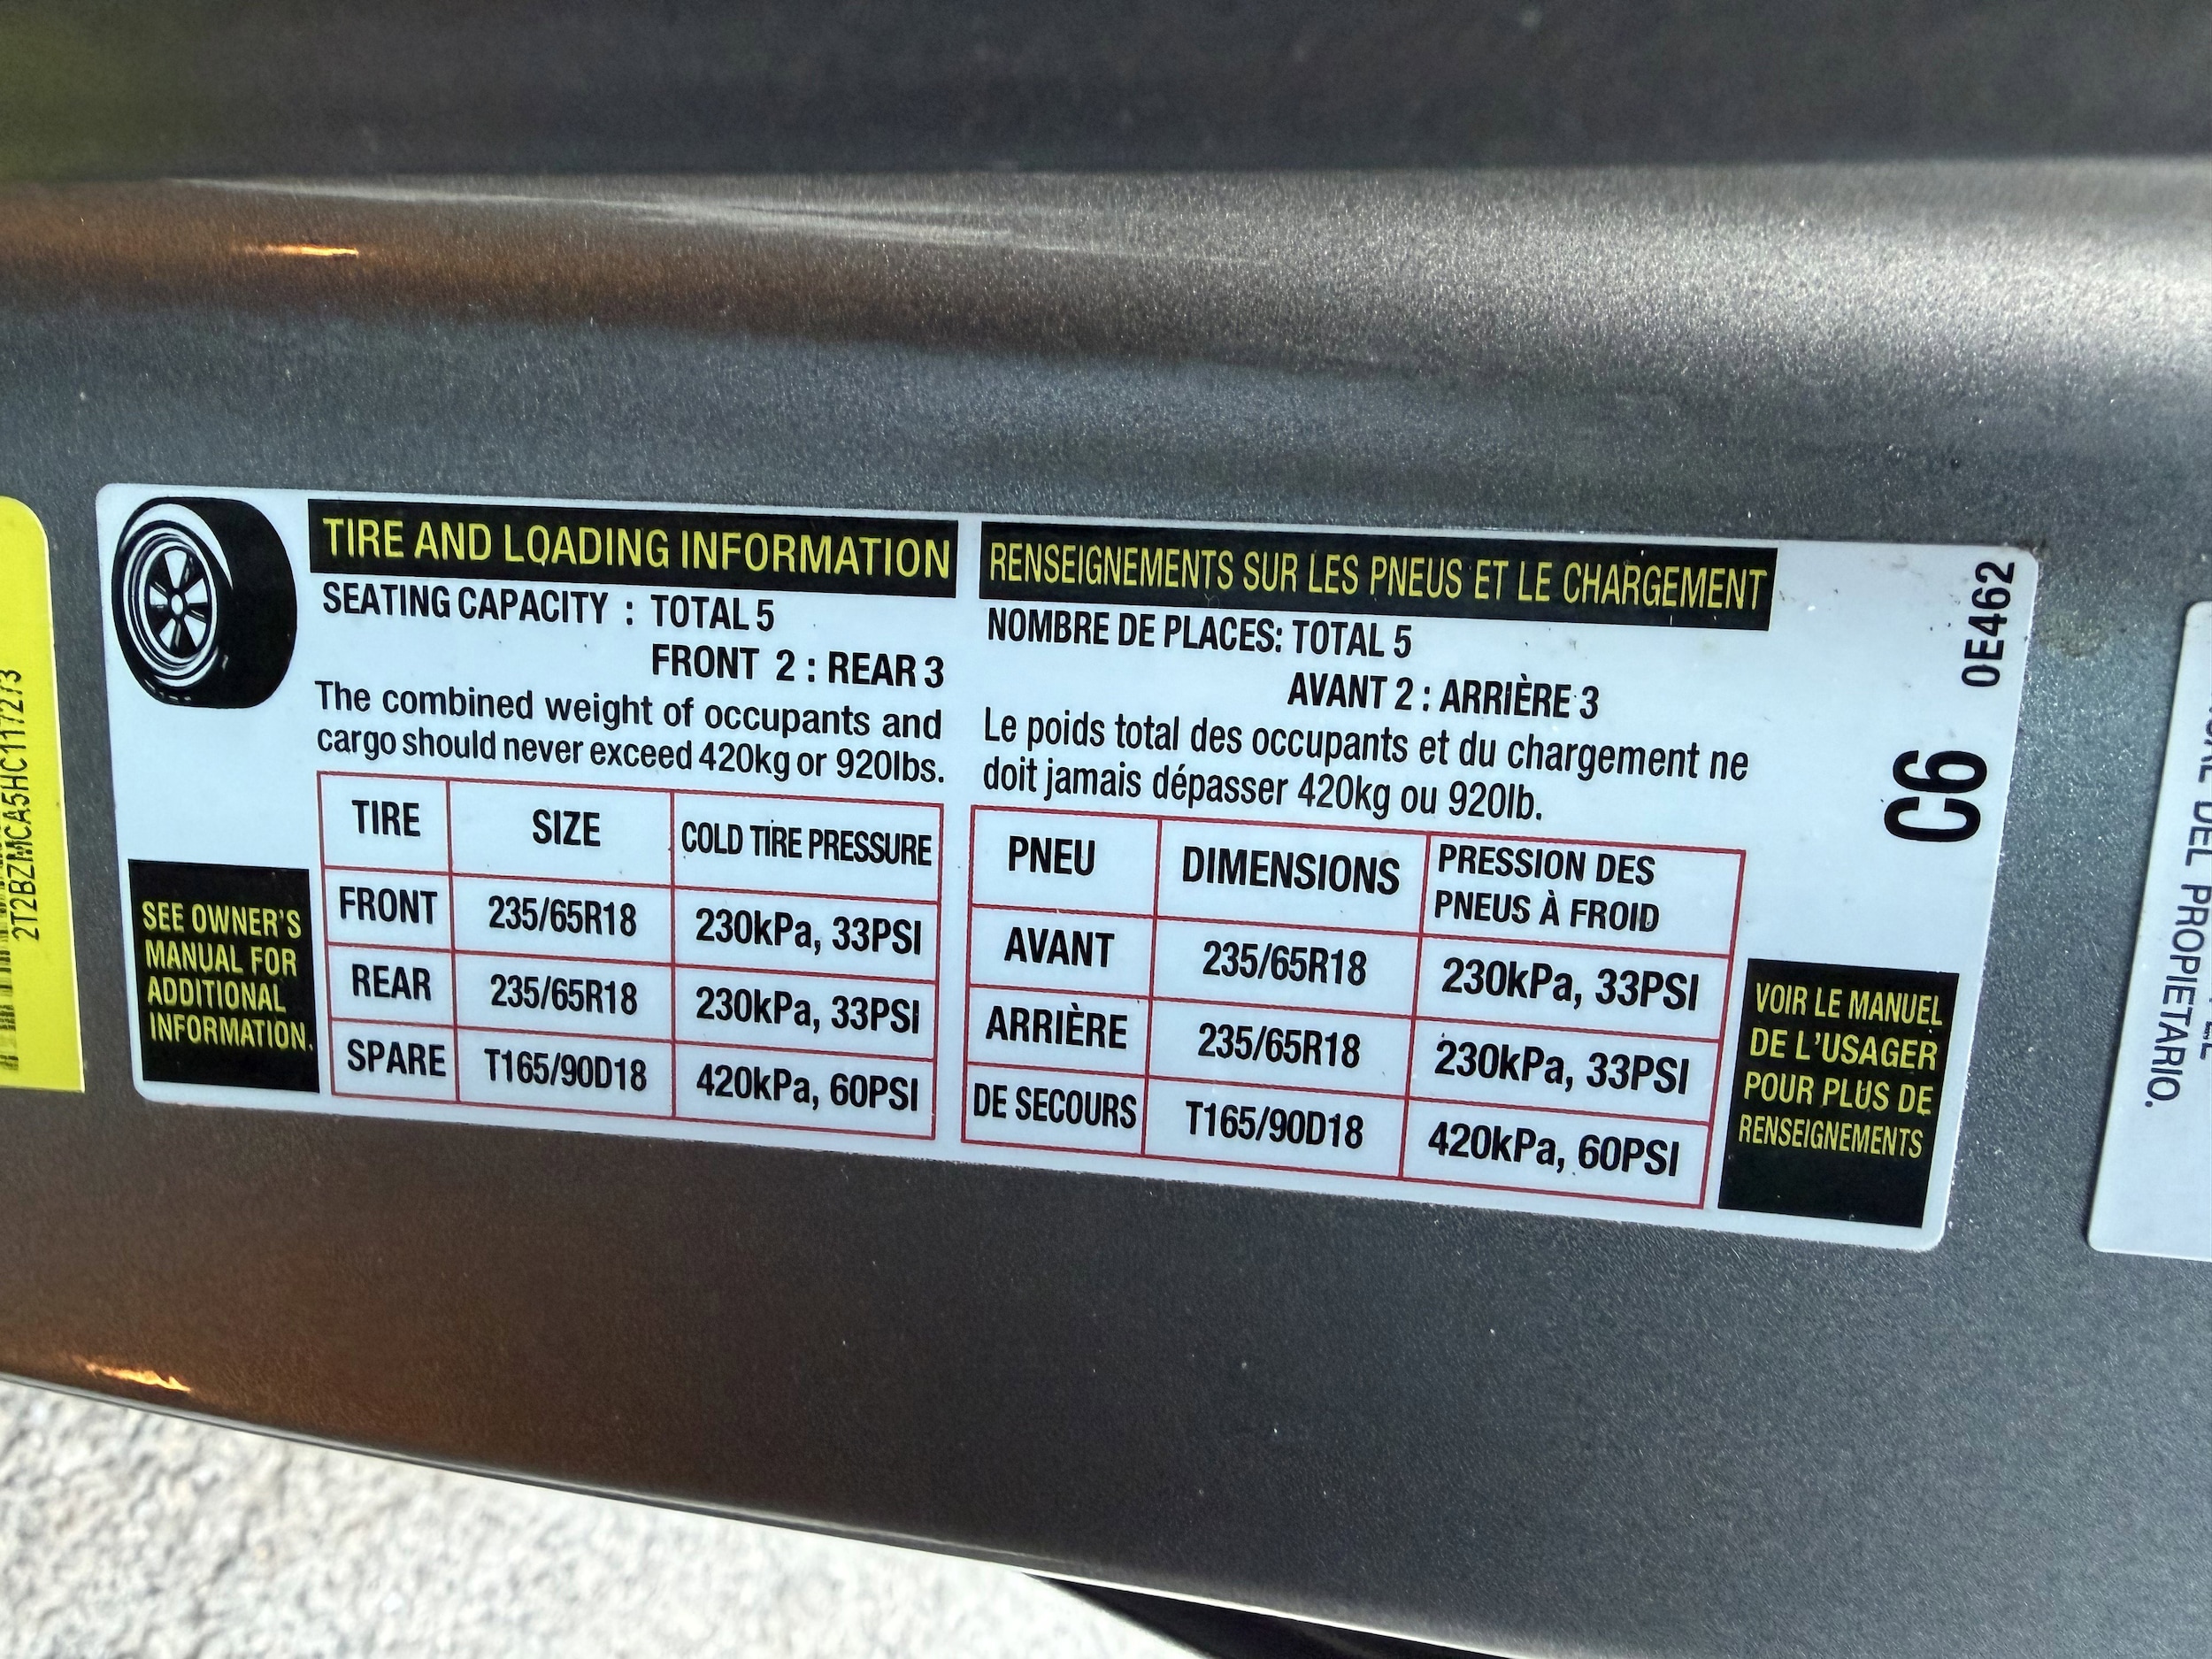 TIRE AND LOADING INFORMATION
SEATING CAPACITY : TOTAL 5
FRONT 2 : REAR 3
The combined weight of occupants and
cargo should never exceed 420kg or 920lbs.
TIRE SIZE COLD TIRE PRESSURE
FRONT 235/65R18 230kPa, 33PSI
REAR 235/65R18 230kPa, 33PSI
SPARE T165/90D18 420kPa, 60PSI
SEE OWNER'S
MANUAL FOR
ADDITIONAL
INFORMATION.
RENSEIGNEMENTS SUR LES PNEUS ET LE CHARGEMENT
NOMBRE DE PLACES: TOTAL 5
AVANT 2 : ARRIÈRE 3
Le poids total des occupants et du chargement ne
doit jamais dépasser 420kg ou 920lb.
PNEU DIMENSIONS PRESSION DES
PNEUS À FROID
AVANT 235/65R18 230kPa, 33PSI
ARRIÈRE 235/65R18 230kPa, 33PSI
DE SECOURS T165/90D18 420kPa, 60PSI
VOIR LE MANUEL
DE L'USAGER
POUR PLUS DE
RENSEIGNEMENTS
0E462
C6
2T2BZMCA5HC117273
DEL PROPIETARIO.